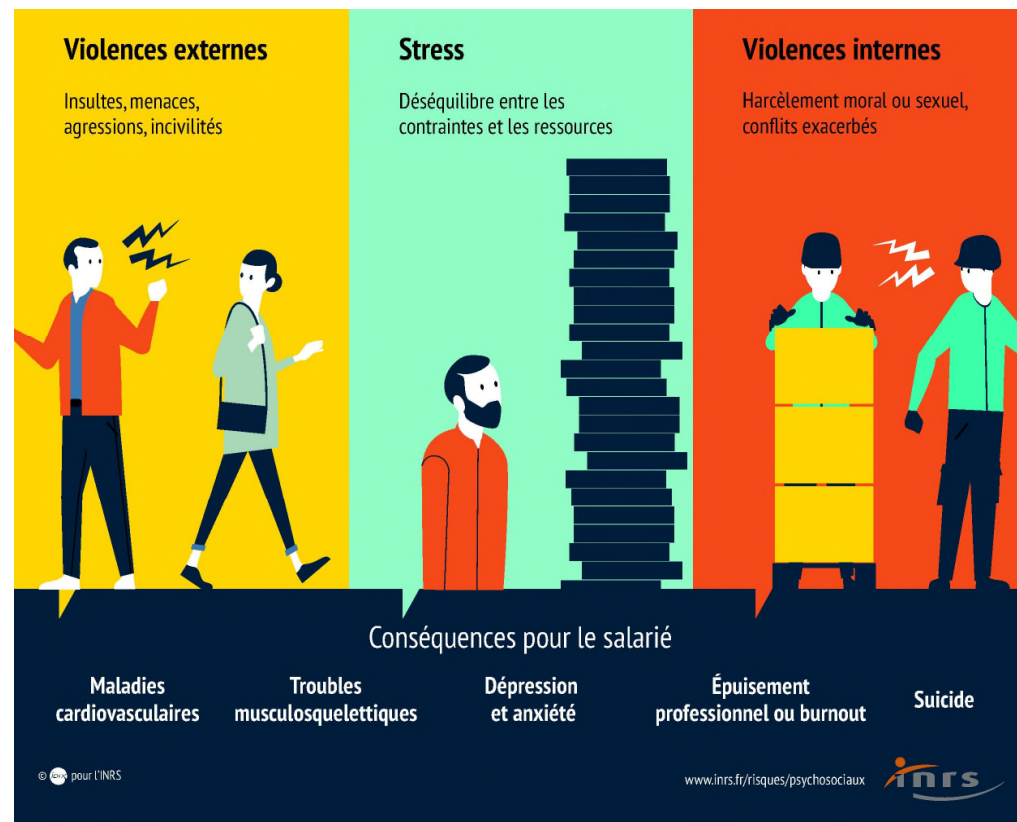 Violences externes
Insultes, menaces,
agressions, incivilités
Stress
Déséquilibre entre les
contraintes et les ressources
Violences internes
Harcèlement moral ou sexuel,
conflits exacerbés
Conséquences pour le salarié
Maladies
cardiovasculaires
Troubles
musculosquelettiques
Dépression
et anxiété
Épuisement
professionnel ou burnout
Suicide
© idix pour l'INRS
www.inrs.fr/risques/psychosociaux
inrs